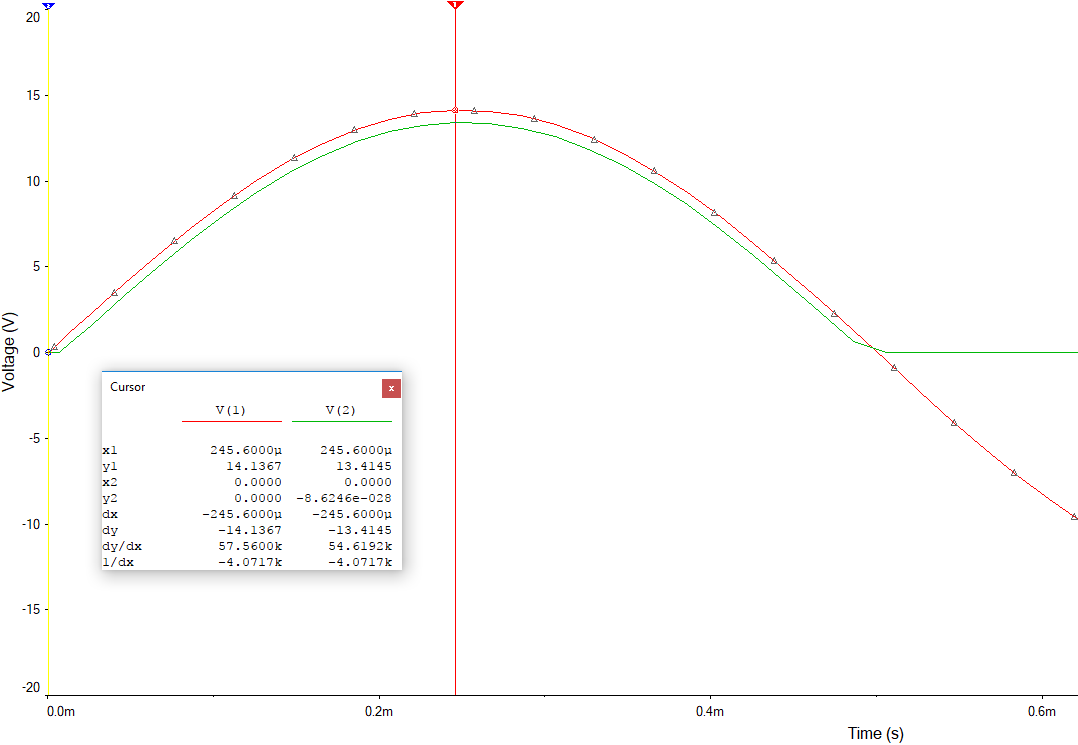 20
15
10
5
0
-5
-10
-15
-20
Voltage (V)
1
Cursor x
V(1) V(2)
x1 245.6000µ 245.6000µ
y1 14.1367 13.4145
x2 0.0000 0.0000
y2 0.0000 -8.6246e-028
dx -245.6000µ -245.6000µ
dy -14.1367 -13.4145
dy/dx 57.5600k 54.6192k
1/dx -4.0717k -4.0717k
0.0m 0.2m 0.4m 0.6m
Time (s)